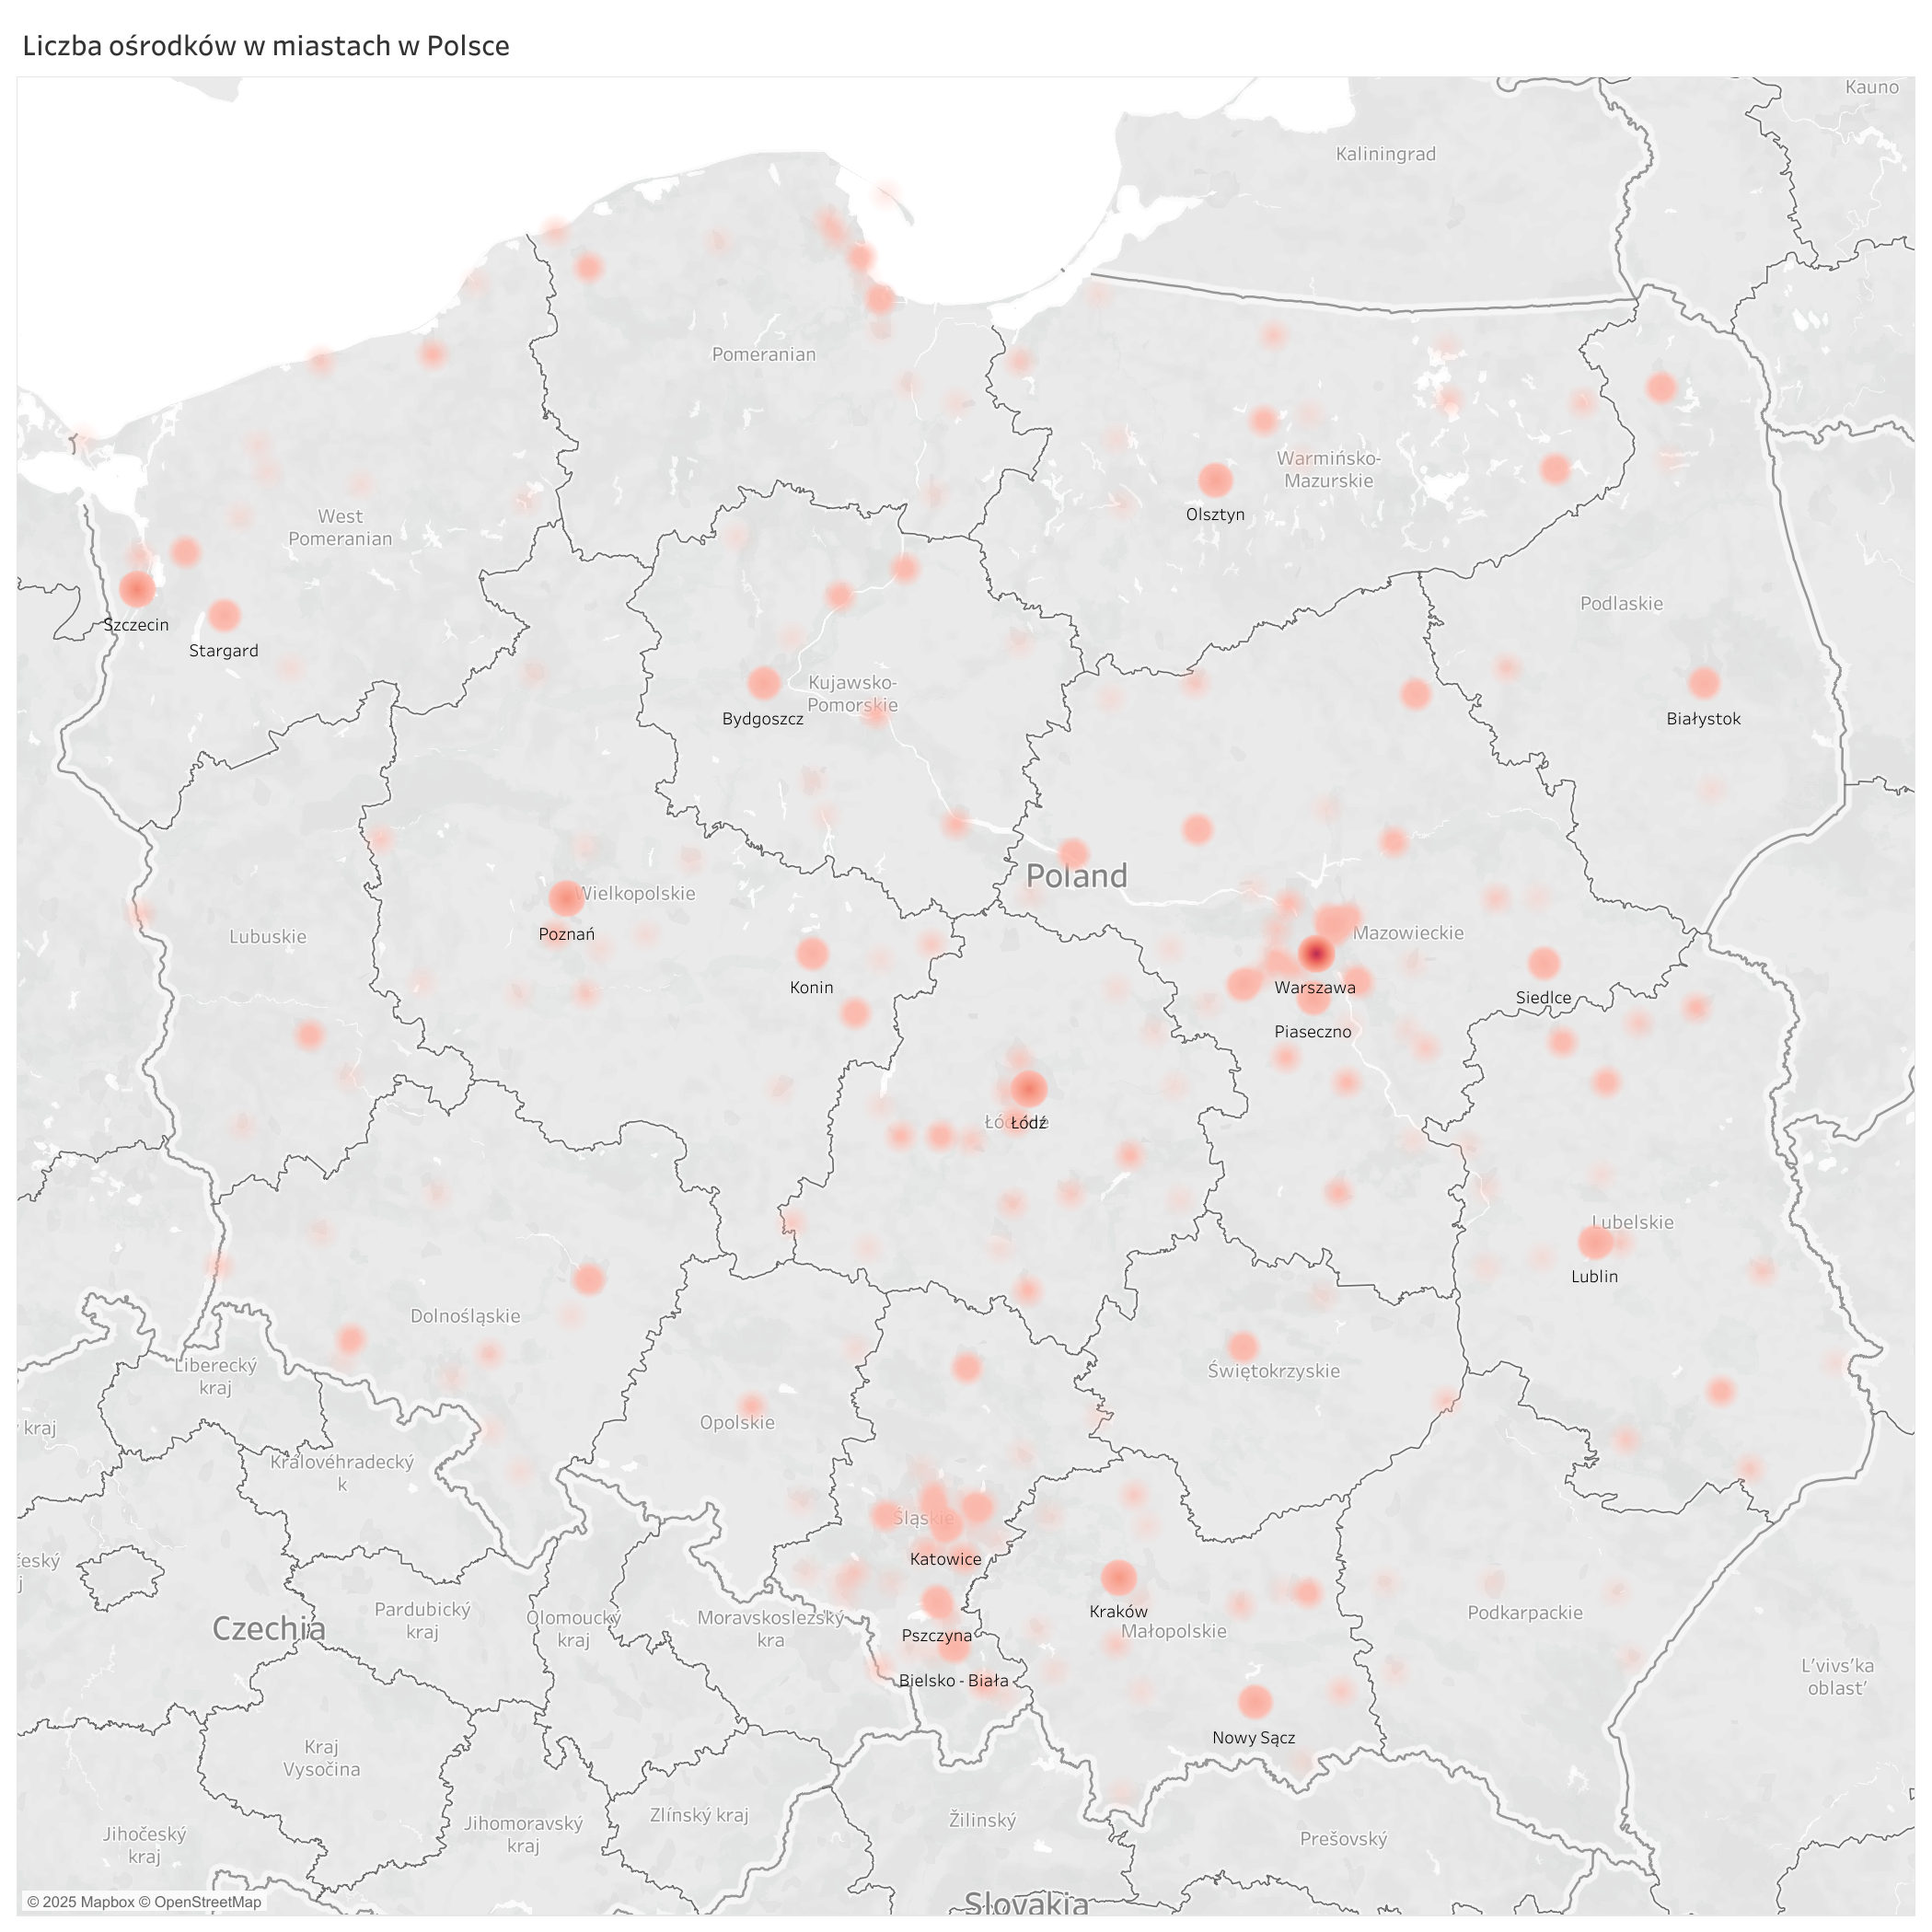 Liczba ośrodków w miastach w Polsce
Kauno
Kaliningrad
Pomeranian
Warmińsko-
Mazurskie
Olsztyn
West
Pomeranian
Podlaskie
Szczecin
Stargard
Kujawsko-
Pomorskie
Bydgoszcz
Białystok
Poland
Wielkopolskie
Poznań
Lubuskie
Mazowieckie
Konin
Warszawa
Siedlce
Piaseczno
Łódź
Lubelskie
Lublin
Dolnośląskie
Liberecký
kraj
Świętokrzyskie
Opolskie
kraj
Královéhradecký
k
Śląskie
Katowice
český
j
Kraków
Małopolskie
Podkarpackie
Pardubický
kraj
Olomoucký
kraj
Moravskoslezský
kra
Czechia
Pszczyna
Bielsko - Biała
L'vivs'ka
oblast'
Nowy Sącz
Kraj
Vysočina
Zlínský kraj
Jihomoravský
kraj
Žilinský
Prešovský
Jihočeský
kraj
Slovakia
© 2025 Mapbox © OpenStreetMap